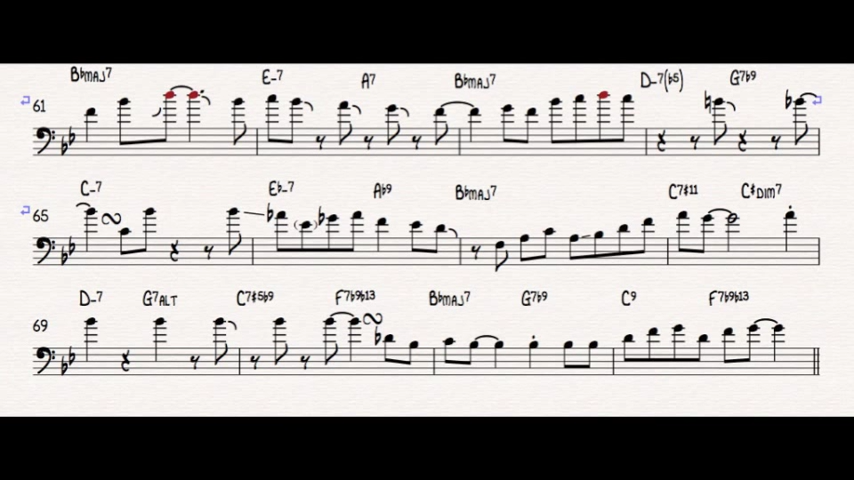 B♭maj7 E-7 A7 B♭maj7 D-7(♭5) G7♭9
61
C-7 E♭-7 A♭9 B♭maj7 C7♯11 C♯dim7
65
D-7 G7alt C7♯5♭9 F7♭9♭13 B♭maj7 G7♭9 C9 F7♭9♭13
69